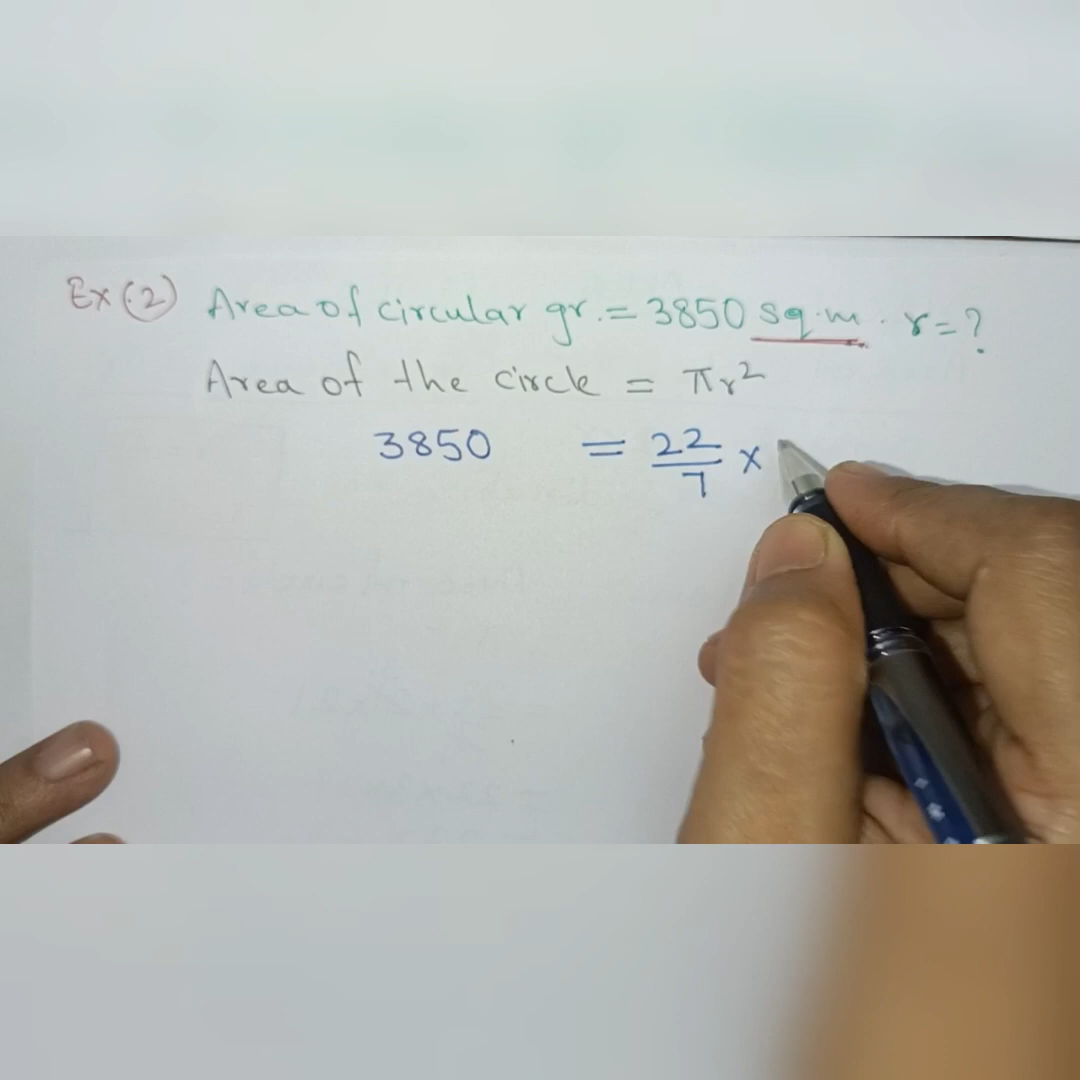 Ex(.2) Area of circular gr. = 3850 sq.m. r = ?
Area of the circle = πr²
3850 = 22/7 ×